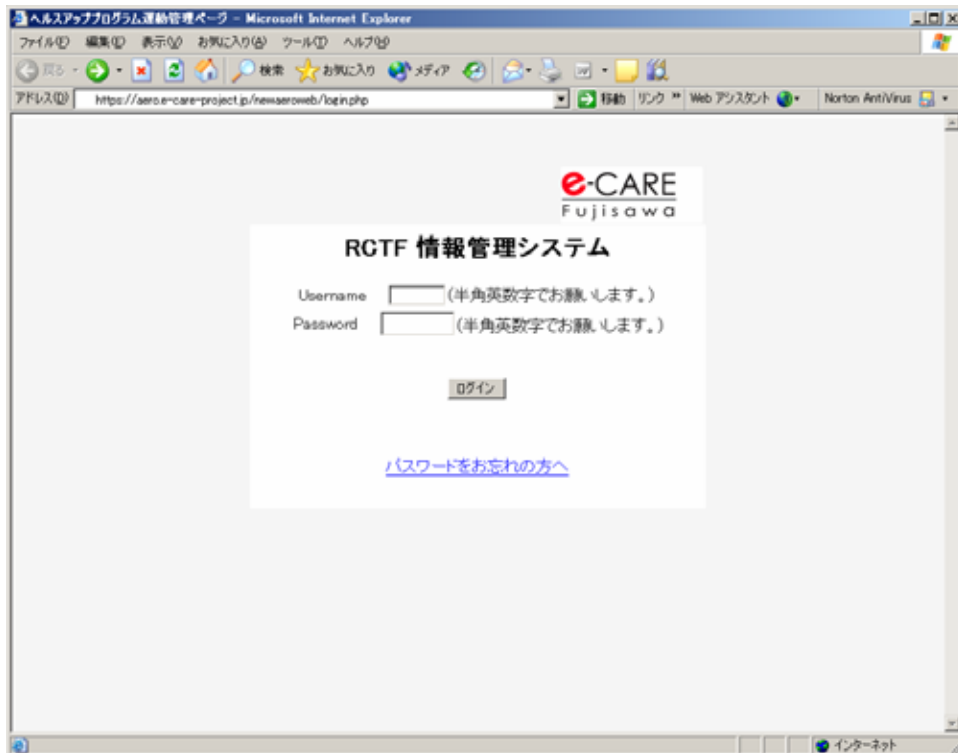 ヘルスアッププログラム運動管理ページ - Microsoft Internet Explorer
ファイル(F) 編集(E) 表示(V) お気に入り(A) ツール(T) ヘルプ(H)
戻る 検索 お気に入り メディア
アドレス(D) https://aero.e-care-project.jp/newaeroweb/login.php 移動 リンク » Web アシスタント Norton AntiVirus
e-CARE
Fujisawa
RCTF 情報管理システム
Username (半角英数字でお願いします。)
Password (半角英数字でお願いします。)
ログイン
パスワードをお忘れの方へ
インターネット